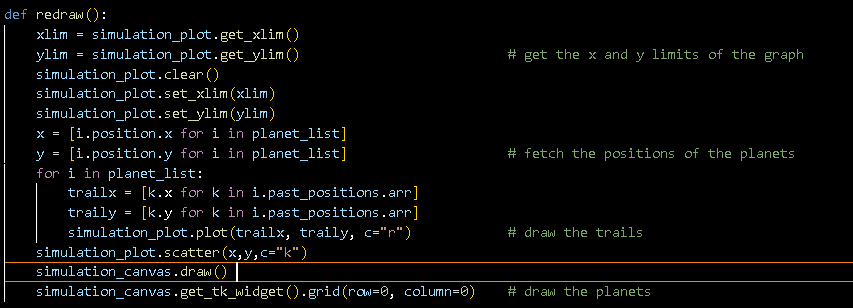 def redraw():
    xlim = simulation_plot.get_xlim()
    ylim = simulation_plot.get_ylim()                          # get the x and y limits of the graph
    simulation_plot.clear()
    simulation_plot.set_xlim(xlim)
    simulation_plot.set_ylim(ylim)
    x = [i.position.x for i in planet_list]
    y = [i.position.y for i in planet_list]                    # fetch the positions of the planets
    for i in planet_list:
        trailx = [k.x for k in i.past_positions.arr]
        traily = [k.y for k in i.past_positions.arr]
        simulation_plot.plot(trailx, traily, c="r")            # draw the trails
    simulation_plot.scatter(x,y,c="k")
    simulation_canvas.draw()
    simulation_canvas.get_tk_widget().grid(row=0, column=0)    # draw the planets